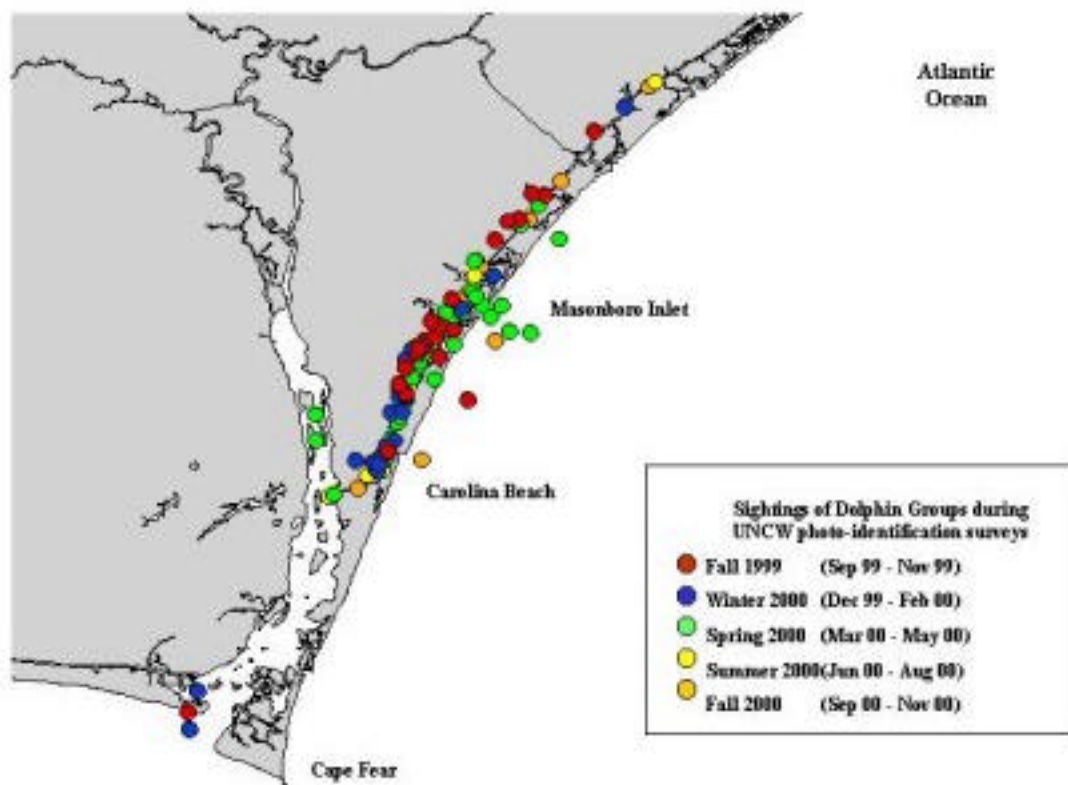 Atlantic
Ocean
Masonboro Inlet
Carolina Beach
Cape Fear
Sightings of Dolphin Groups during
UNCW photo-identification surveys
Fall 1999 (Sep 99 - Nov 99)
Winter 2000 (Dec 99 - Feb 00)
Spring 2000 (Mar 00 - May 00)
Summer 2000(Jun 00 - Aug 00)
Fall 2000 (Sep 00 - Nov 00)